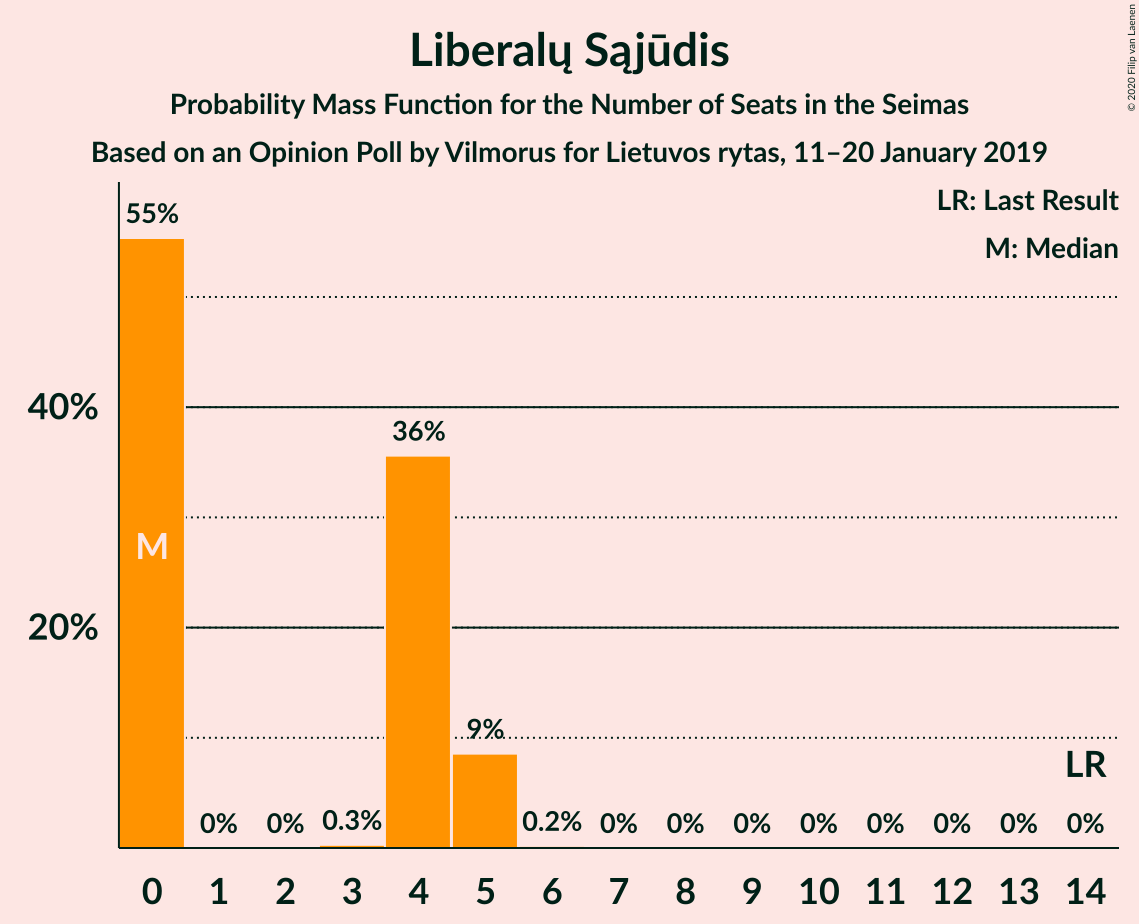 Liberalų Sąjūdis
Probability Mass Function for the Number of Seats in the Seimas
Based on an Opinion Poll by Vilmorus for Lietuvos rytas, 11–20 January 2019
© 2020 Filip van Laenen
LR: Last Result
M: Median
55%
40%
36%
M
20%
9%
LR
0% 0% 0.3% 0.2% 0% 0% 0% 0% 0% 0% 0% 0%
0 1 2 3 4 5 6 7 8 9 10 11 12 13 14